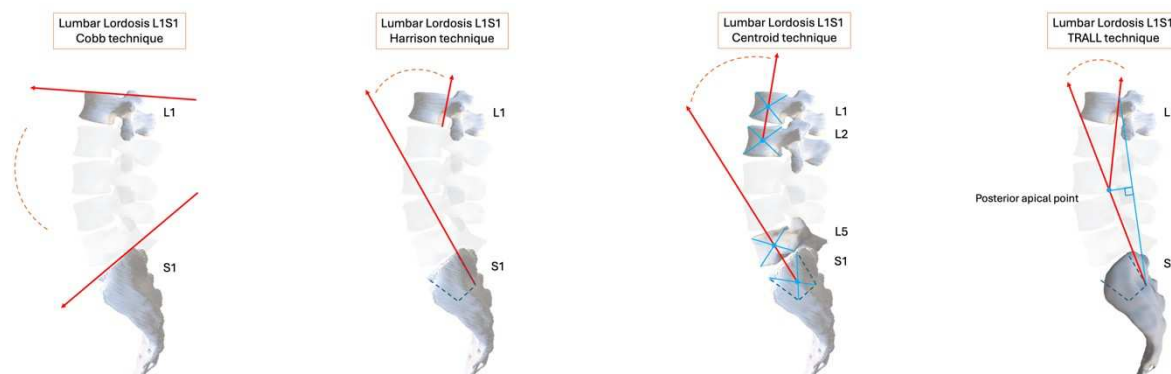 Lumbar Lordosis L1S1
Cobb technique
L1
S1
Lumbar Lordosis L1S1
Harrison technique
L1
S1
Lumbar Lordosis L1S1
Centroid technique
L1
L2
L5
S1
Lumbar Lordosis L1S1
TRALL technique
L
Posterior apical point
S